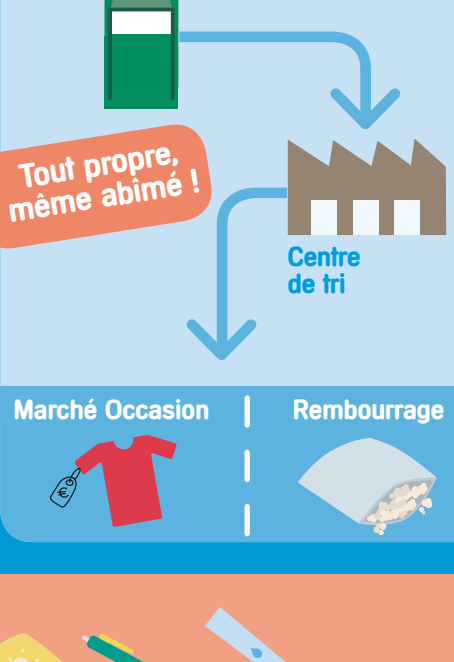 Tout propre,
même abîmé !
Centre
de tri
Marché Occasion
Rembourrage
€